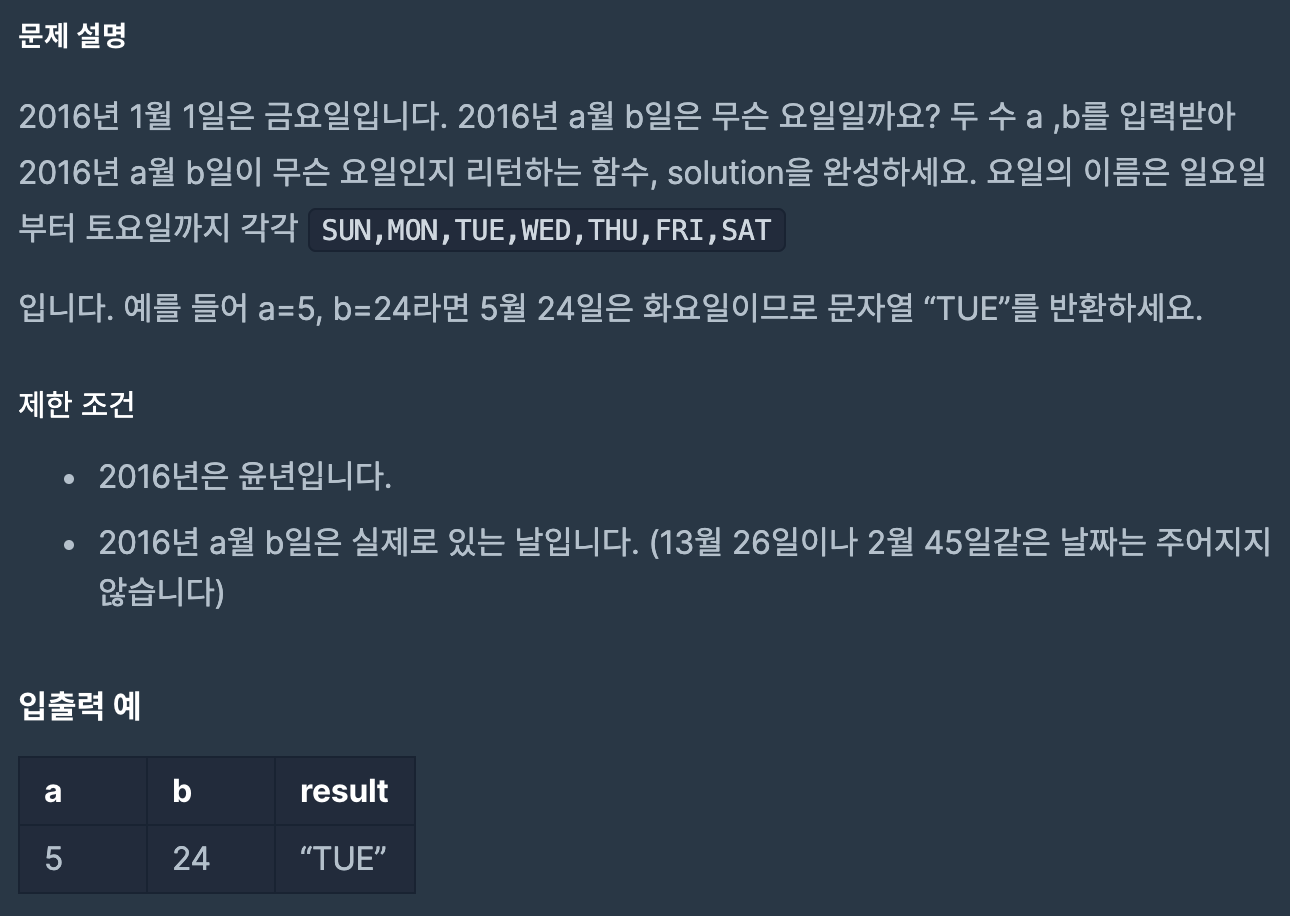 문제 설명
2016년 1월 1일은 금요일입니다. 2016년 a월 b일은 무슨 요일일까요? 두 수 a ,b를 입력받아
2016년 a월 b일이 무슨 요일인지 리턴하는 함수, solution을 완성하세요. 요일의 이름은 일요일
부터 토요일까지 각각 SUN,MON,TUE,WED,THU,FRI,SAT
입니다. 예를 들어 a=5, b=24라면 5월 24일은 화요일이므로 문자열 “TUE”를 반환하세요.
제한 조건
• 2016년은 윤년입니다.
• 2016년 a월 b일은 실제로 있는 날입니다. (13월 26일이나 2월 45일같은 날짜는 주어지지
않습니다)
입출력 예
a b result
5 24 “TUE”